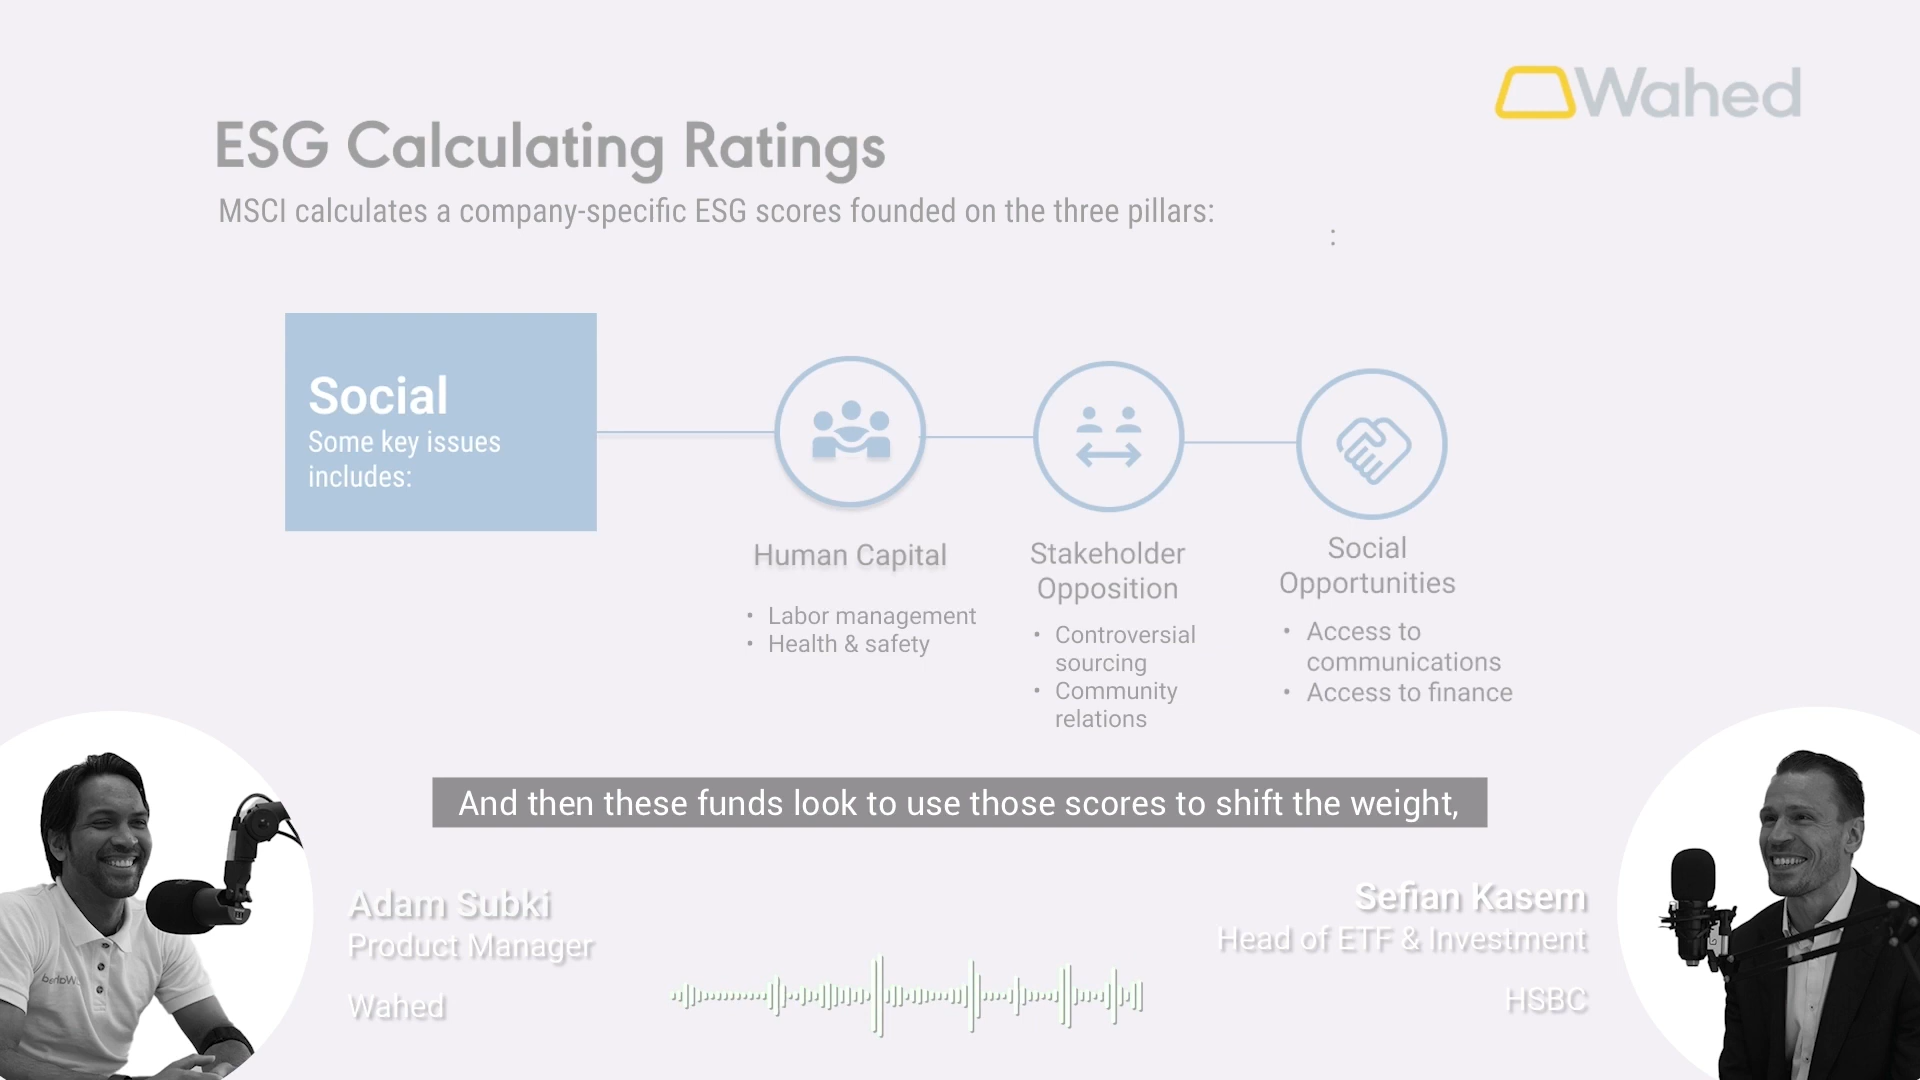 Wahed
ESG Calculating Ratings
MSCI calculates a company-specific ESG scores founded on the three pillars:
:
Social
Some key issues
includes:
Human Capital
• Labor management
• Health & safety
Stakeholder
Opposition
• Controversial
sourcing
• Community
relations
Social
Opportunities
• Access to
communications
• Access to finance
And then these funds look to use those scores to shift the weight,
Adam Subki
Product Manager
Wahed
Sefian Kasem
Head of ETF & Investment
HSBC
Wahed